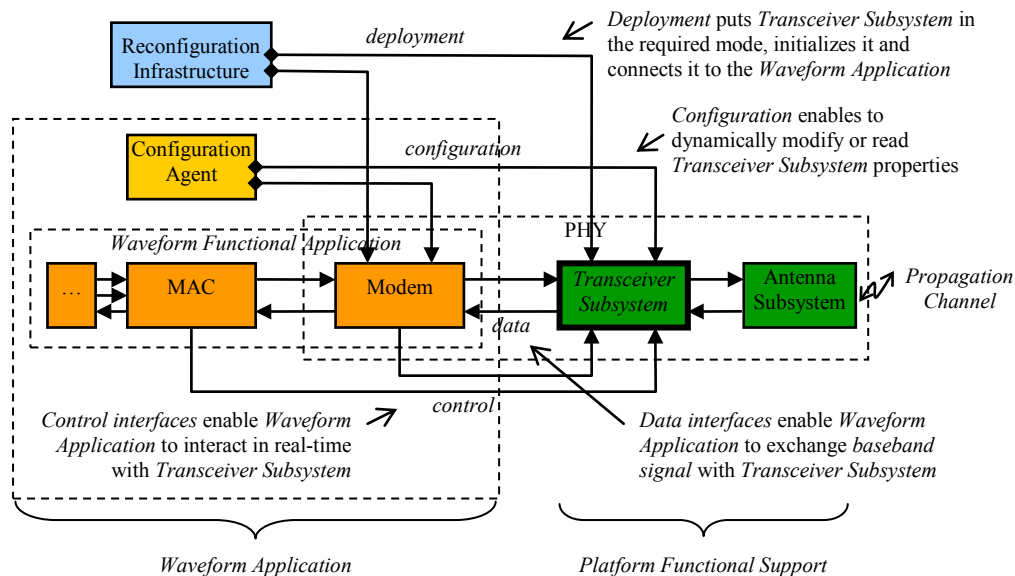 deployment
Deployment puts Transceiver Subsystem in
the required mode, initializes it and
connects it to the Waveform Application
Reconfiguration
Infrastructure
Configuration enables to
dynamically modify or read
Transceiver Subsystem properties
Configuration
Agent
configuration
PHY
Waveform Functional Application
…
MAC
Modem
Transceiver
Subsystem
Antenna
Subsystem
Propagation
Channel
data
control
Control interfaces enable Waveform
Application to interact in real-time
with Transceiver Subsystem
Data interfaces enable Waveform
Application to exchange baseband
signal with Transceiver Subsystem
Waveform Application
Platform Functional Support